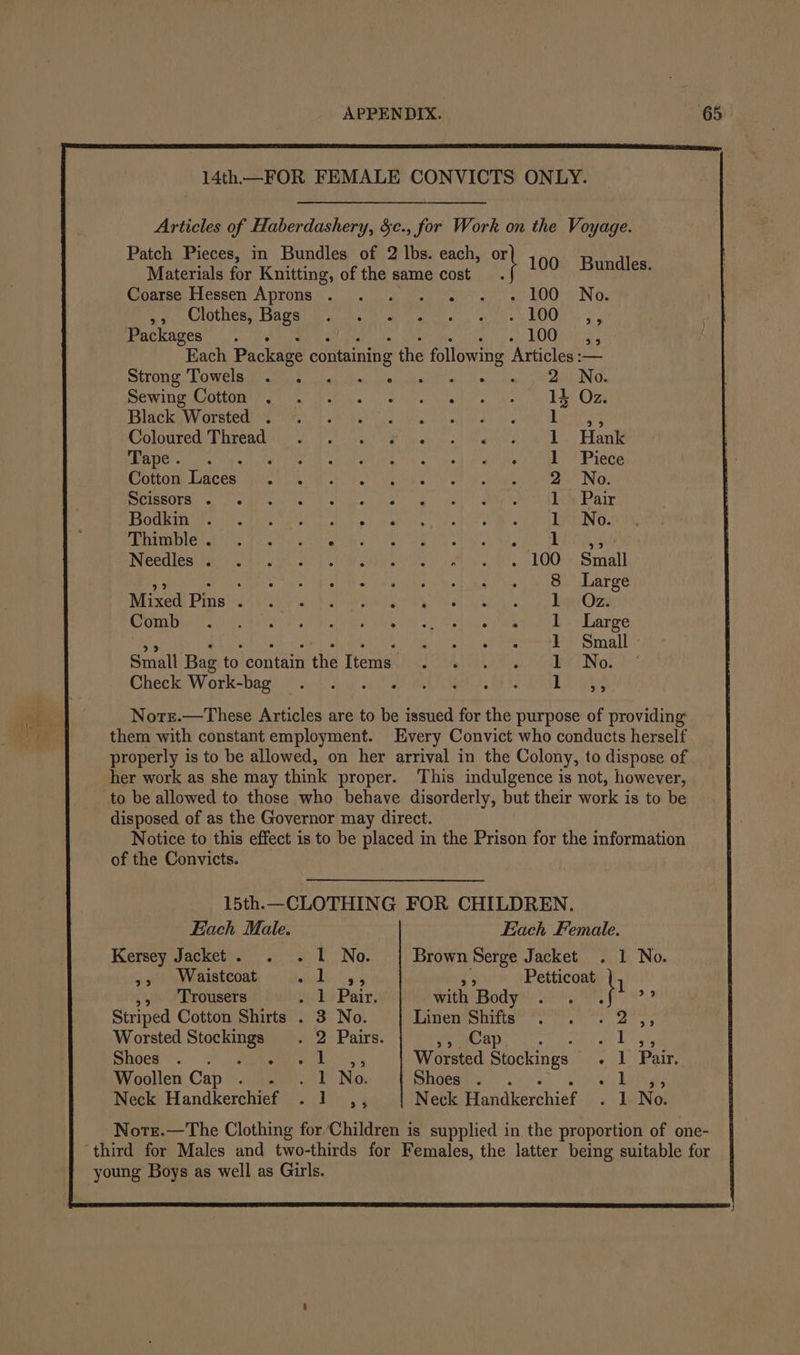 APPENDIX. 65
14th.—FOR FEMALE CONVICTS ONLY.
Articles of Haberdashery, &c., for Work on the Voyage.
Patch Pieces, in Bundles of 2 lbs. each, or } 100 Bundles.
Materials for Knitting, of the same cost .
Coarse Hessen Aprons . . . . . . . 100 No.
,, Clothes, Bags . . . . . . . 100 ,,
Packages . . . . . . . . . 100 ,,
Each Package containing the following Articles :—
Strong Towels . . . . . . . . . 2 No.
Sewing Cotton . . . . . . . . . 1½ Oz.
Black Worsted . . . . . . . . . 1 ,,
Coloured Thread . . . . . . . . 1 Hank
Tape . . . . . . . . . . . 1 Piece
Cotton Laces . . . . . . . . . 2 No.
Scissors . . . . . . . . . . 1 Pair
Bodkin . . . . . . . . . . 1 No.
Thimble . . . . . . . . . . 1 ,,
Needles . . . . . . . . . . 100 Small
,, . . . . . . . . . . 8 Large
Mixed Pins . . . . . . . . . 1 Oz.
Comb . . . . . . . . . . 1 Large
,, . . . . . . . . . . 1 Small
Small Bag to contain the Items . . . . . 1 No.
Check Work-bag . . . . . . . . 1 ,,
NOTE.—These Articles are to be issued for the purpose of providing
them with constant employment. Every Convict who conducts herself
properly is to be allowed, on her arrival in the Colony, to dispose of
her work as she may think proper. This indulgence is not, however,
to be allowed to those who behave disorderly, but their work is to be
disposed of as the Governor may direct.
Notice to this effect is to be placed in the Prison for the information
of the Convicts.
15th.—CLOTHING FOR CHILDREN.
Each Male.
Kersey Jacket . . . 1 No.
,, Waistcoat . 1 ,,
,, Trousers . 1 Pair.
Striped Cotton Shirts . 3 No.
Worsted Stockings . 2 Pairs.
Shoes . . . . . 1 ,,
Woollen Cap . . . 1 No.
Neck Handkerchief . 1 ,,
Each Female.
Brown Serge Jacket . 1 No.
,, Petticoat } 1 ,,
with Body . . .
Linen Shifts . . . 2 ,,
,, Cap . . . 1 ,,
Worsted Stockings . 1 Pair.
Shoes . . . . . 1 ,,
Neck Handkerchief . 1 No.
NOTE.—The Clothing for Children is supplied in the proportion of one-
third for Males and two-thirds for Females, the latter being suitable for
young Boys as well as Girls.